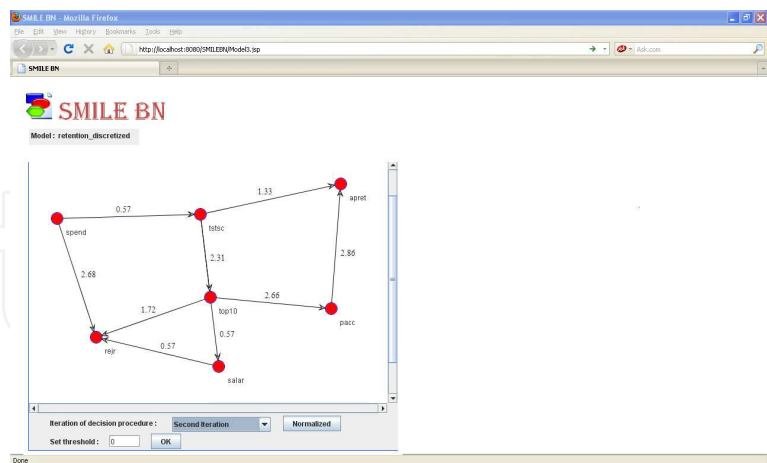 SMILE BN - Mozilla Firefox
File Edit View History Bookmarks Tools Help
http://localhost:8080/SMILEBN/Model3.jsp
Ask.com
SMILE BN
SMILE BN
Model : retention_discretized
1.33
apret
0.57
spend
tstsc
2.31
2.86
2.68
2.66
1.72
top10
pacc
0.57
0.57
rejr
salar
Iteration of decision procedure : Second Iteration Normalized
Set threshold : 0 OK
Done